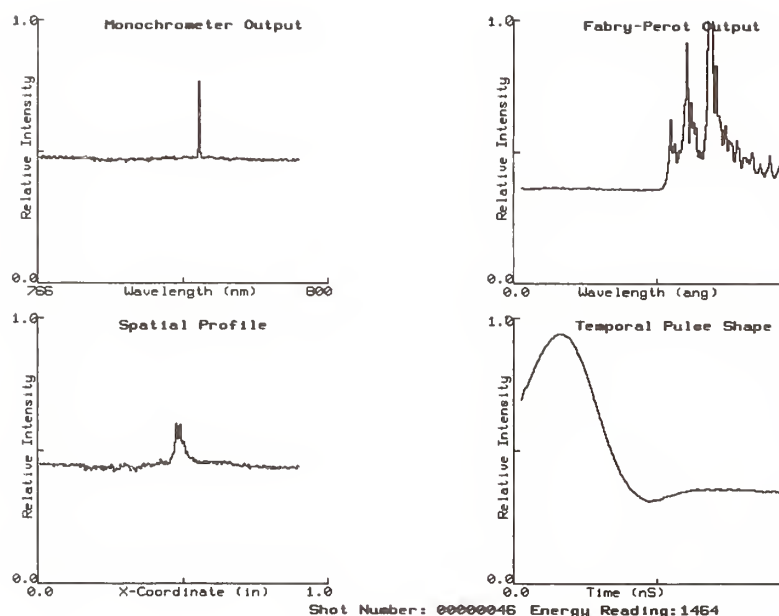 Monochrometer Output
1.0
Relative Intensity
0.0
766
Wavelength (nm)
800
Fabry-Perot Output
1.0
Relative Intensity
0.0
0.0
Wavelength (ang)
Spatial Profile
1.0
Relative Intensity
0.0
0.0
X-Coordinate (in)
1.0
Temporal Pulse Shape
1.0
Relative Intensity
0.0
0.0
Time (nS)
Shot Number: 00000046 Energy Reading:1464